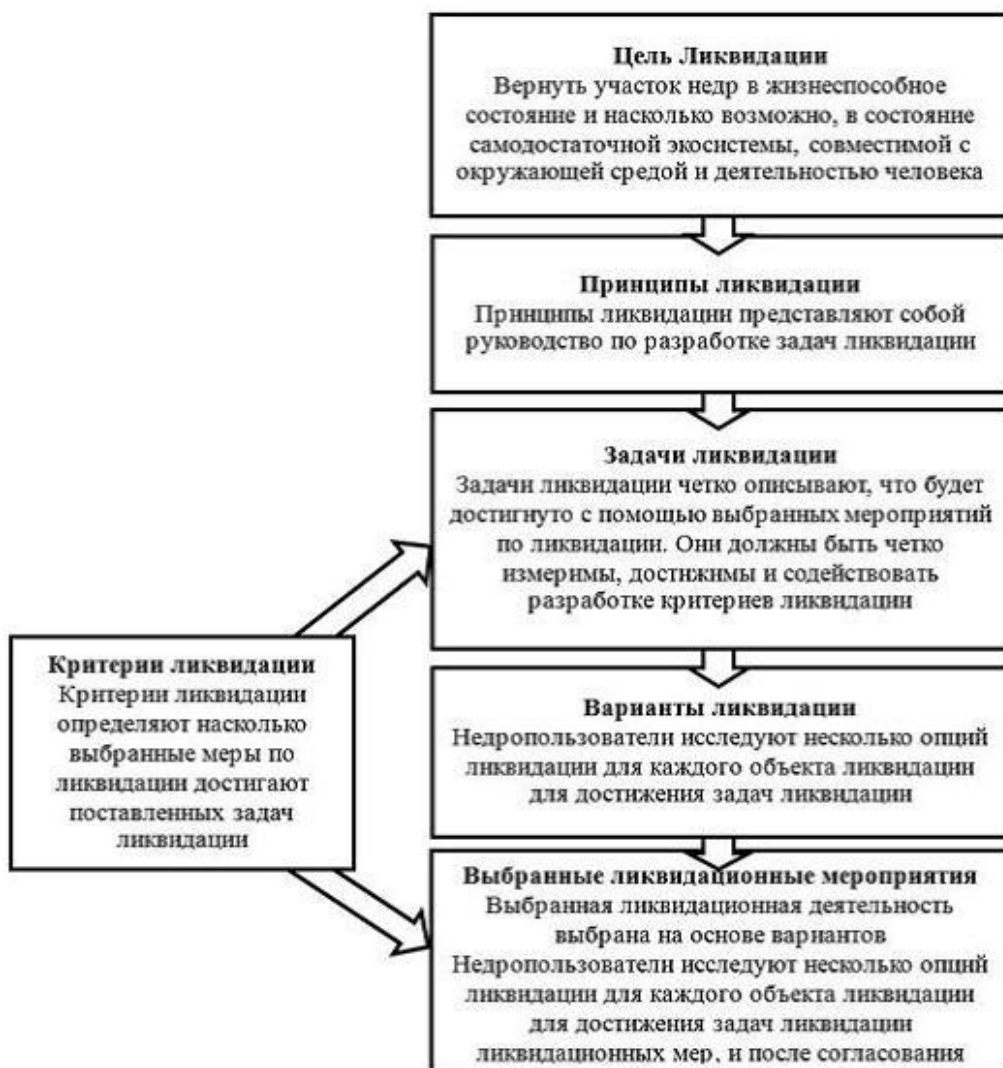 Цель Ликвидации
Вернуть участок недр в жизнеспособное
состояние и насколько возможно, в состояние
самодостаточной экосистемы, совместимой с
окружающей средой и деятельностью человека
Принципы ликвидации
Принципы ликвидации представляют собой
руководство по разработке задач ликвидации
Задачи ликвидации
Задачи ликвидации четко описывают, что будет
достигнуто с помощью выбранных мероприятий
по ликвидации. Они должны быть четко
измеримы, достижимы и содействовать
разработке критериев ликвидации
Критерии ликвидации
Критерии ликвидации
определяют насколько
выбранные меры по
ликвидации достигают
поставленных задач
ликвидации
Варианты ликвидации
Недропользователи исследуют несколько опций
ликвидации для каждого объекта ликвидации
для достижения задач ликвидации
Выбранные ликвидационные мероприятия
Выбранная ликвидационная деятельность
выбрана на основе вариантов
Недропользователи исследуют несколько опций
ликвидации для каждого объекта ликвидации
для достижения задач ликвидации
ликвидационных мер, и после согласования